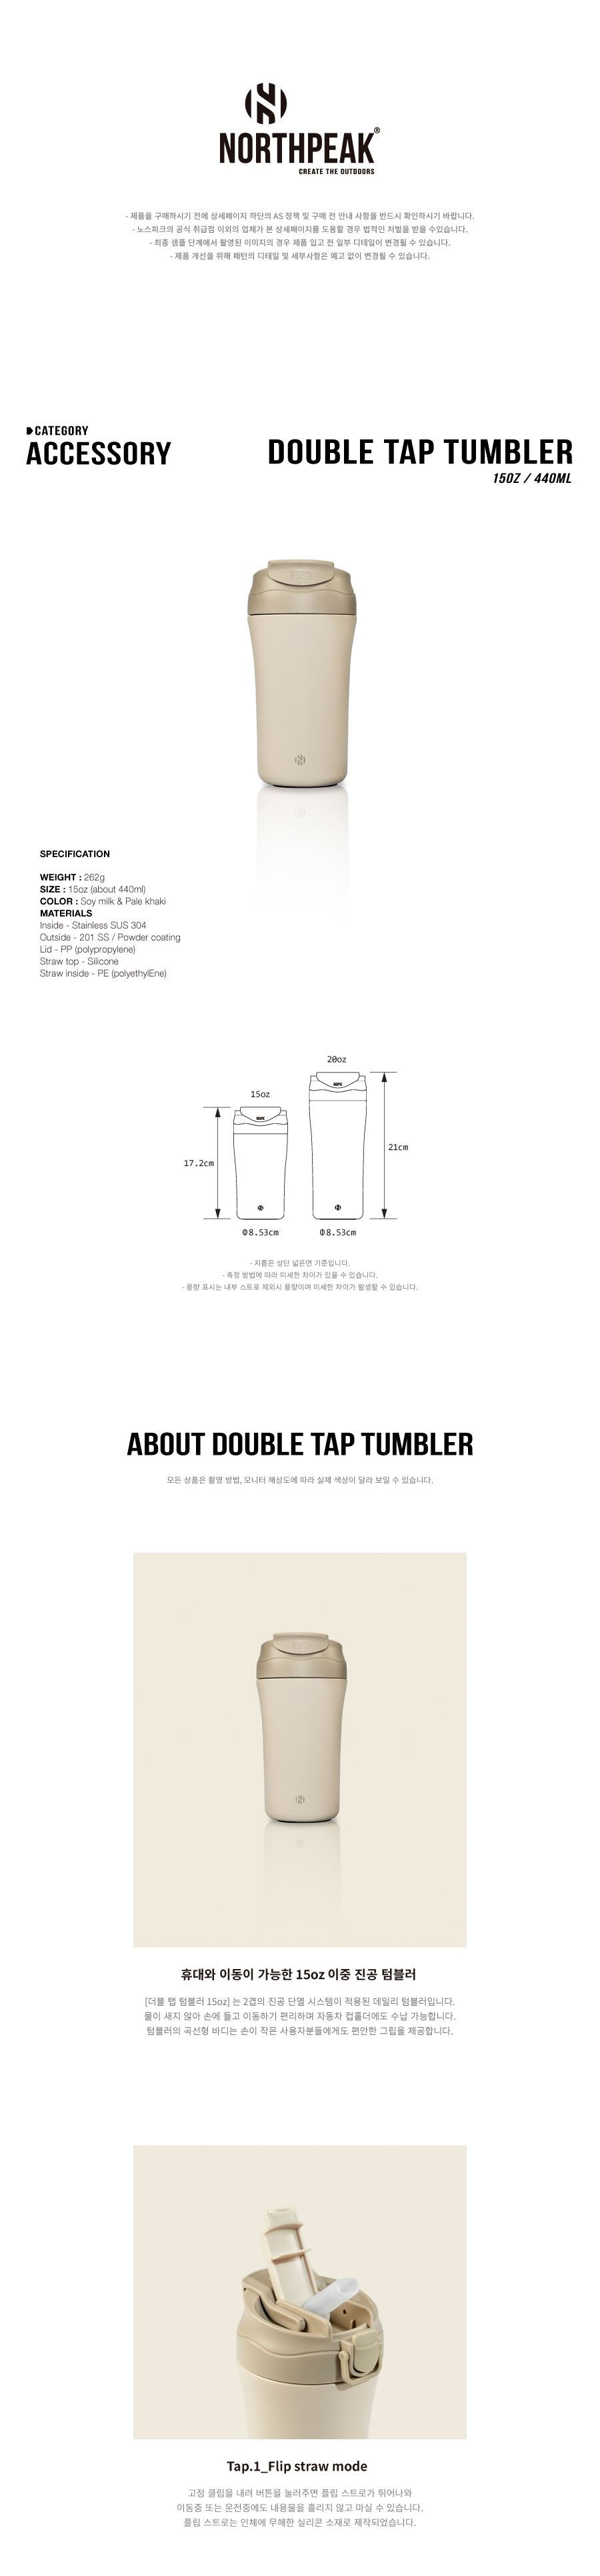 NORTHPEAK®
CREATE THE OUTDOORS
- 제품을 구매하시기 전에 상세페이지 하단의 AS 정책 및 구매 전 안내 사항을 반드시 확인하시기 바랍니다.
- 노스피크의 공식 취급점 이외의 업체가 본 상세페이지를 도용할 경우 법적인 처벌을 받을 수있습니다.
- 최종 샘플 단계에서 촬영된 이미지의 경우 제품 입고 전 일부 디테일이 변경될 수 있습니다.
- 제품 개선을 위해 패턴의 디테일 및 세부사항은 예고 없이 변경될 수 있습니다.
CATEGORY
ACCESSORY
DOUBLE TAP TUMBLER
15OZ / 440ML
SPECIFICATION
WEIGHT : 262g
SIZE : 15oz (about 440ml)
COLOR : Soy milk & Pale khaki
MATERIALS
Inside - Stainless SUS 304
Outside - 201 SS / Powder coating
Lid - PP (polypropylene)
Straw top - Silicone
Straw inside - PE (polyethylEne)
20oz
15oz
NSPK
NSPK
17.2cm
21cm
Φ8.53cm
Φ8.53cm
- 지름은 상단 넓은면 기준입니다.
- 측정 방법에 따라 미세한 차이가 있을 수 있습니다.
- 용량 표시는 내부 스트로 제외시 용량이며 미세한 차이가 발생할 수 있습니다.
ABOUT DOUBLE TAP TUMBLER
모든 상품은 촬영 방법, 모니터 해상도에 따라 실제 색상이 달라 보일 수 있습니다.
휴대와 이동이 가능한 15oz 이중 진공 텀블러
[더블 탭 텀블러 15oz] 는 2겹의 진공 단열 시스템이 적용된 데일리 텀블러입니다.
물이 새지 않아 손에 들고 이동하기 편리하며 자동차 컵홀더에도 수납 가능합니다.
텀블러의 곡선형 바디는 손이 작은 사용자분들에게도 편안한 그립을 제공합니다.
Tap.1_Flip straw mode
고정 클립을 내려 버튼을 눌러주면 플립 스트로가 튀어나와
이동중 또는 운전중에도 내용물을 흘리지 않고 마실 수 있습니다.
플립 스트로는 인체에 무해한 실리콘 소재로 제작되었습니다.